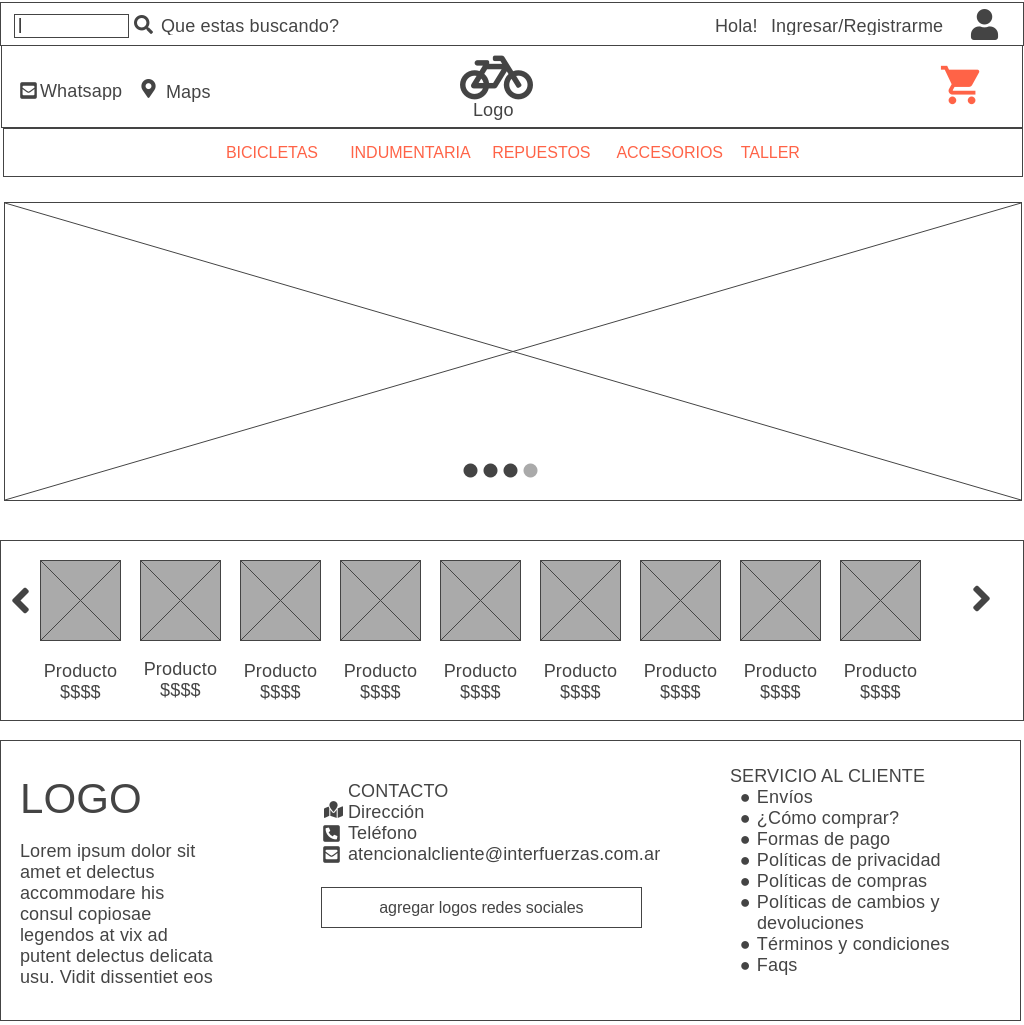 Que estas buscando?
Hola! Ingresar/Registrarme
Whatsapp
Maps
Logo
BICICLETAS INDUMENTARIA REPUESTOS ACCESORIOS TALLER
Producto Producto Producto Producto Producto Producto Producto Producto Producto
$$$$ $$$$ $$$$ $$$$ $$$$ $$$$ $$$$ $$$$ $$$$
LOGO
Lorem ipsum dolor sit
amet et delectus
accommodare his
consul copiosae
legendos at vix ad
putent delectus delicata
usu. Vidit dissentiet eos
CONTACTO
Dirección
Teléfono
atencionalcliente@interfuerzas.com.ar
agregar logos redes sociales
SERVICIO AL CLIENTE
● Envíos
● ¿Cómo comprar?
● Formas de pago
● Políticas de privacidad
● Políticas de compras
● Políticas de cambios y
devoluciones
● Términos y condiciones
● Faqs